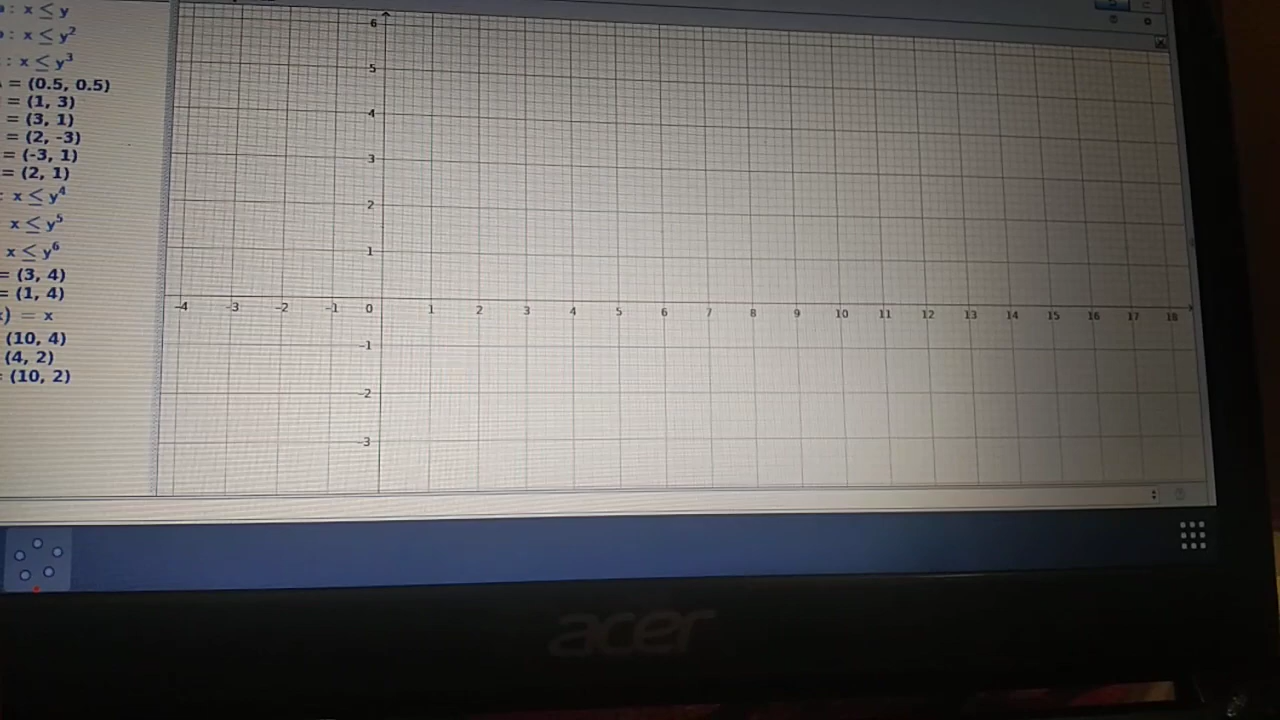 : x ≤ y
: x ≤ y²
: x ≤ y³
= (0.5, 0.5)
= (1, 3)
= (3, 1)
= (2, -3)
= (-3, 1)
= (2, 1)
: x ≤ y⁴
x ≤ y⁵
x ≤ y⁶
= (3, 4)
= (1, 4)
) = x
(10, 4)
(4, 2)
= (10, 2)
6
5
4
3
2
1
-4 -3 -2 -1 0 1 2 3 4 5 6 7 8 9 10 11 12 13 14 15 16 17 18
-1
-2
-3
acer